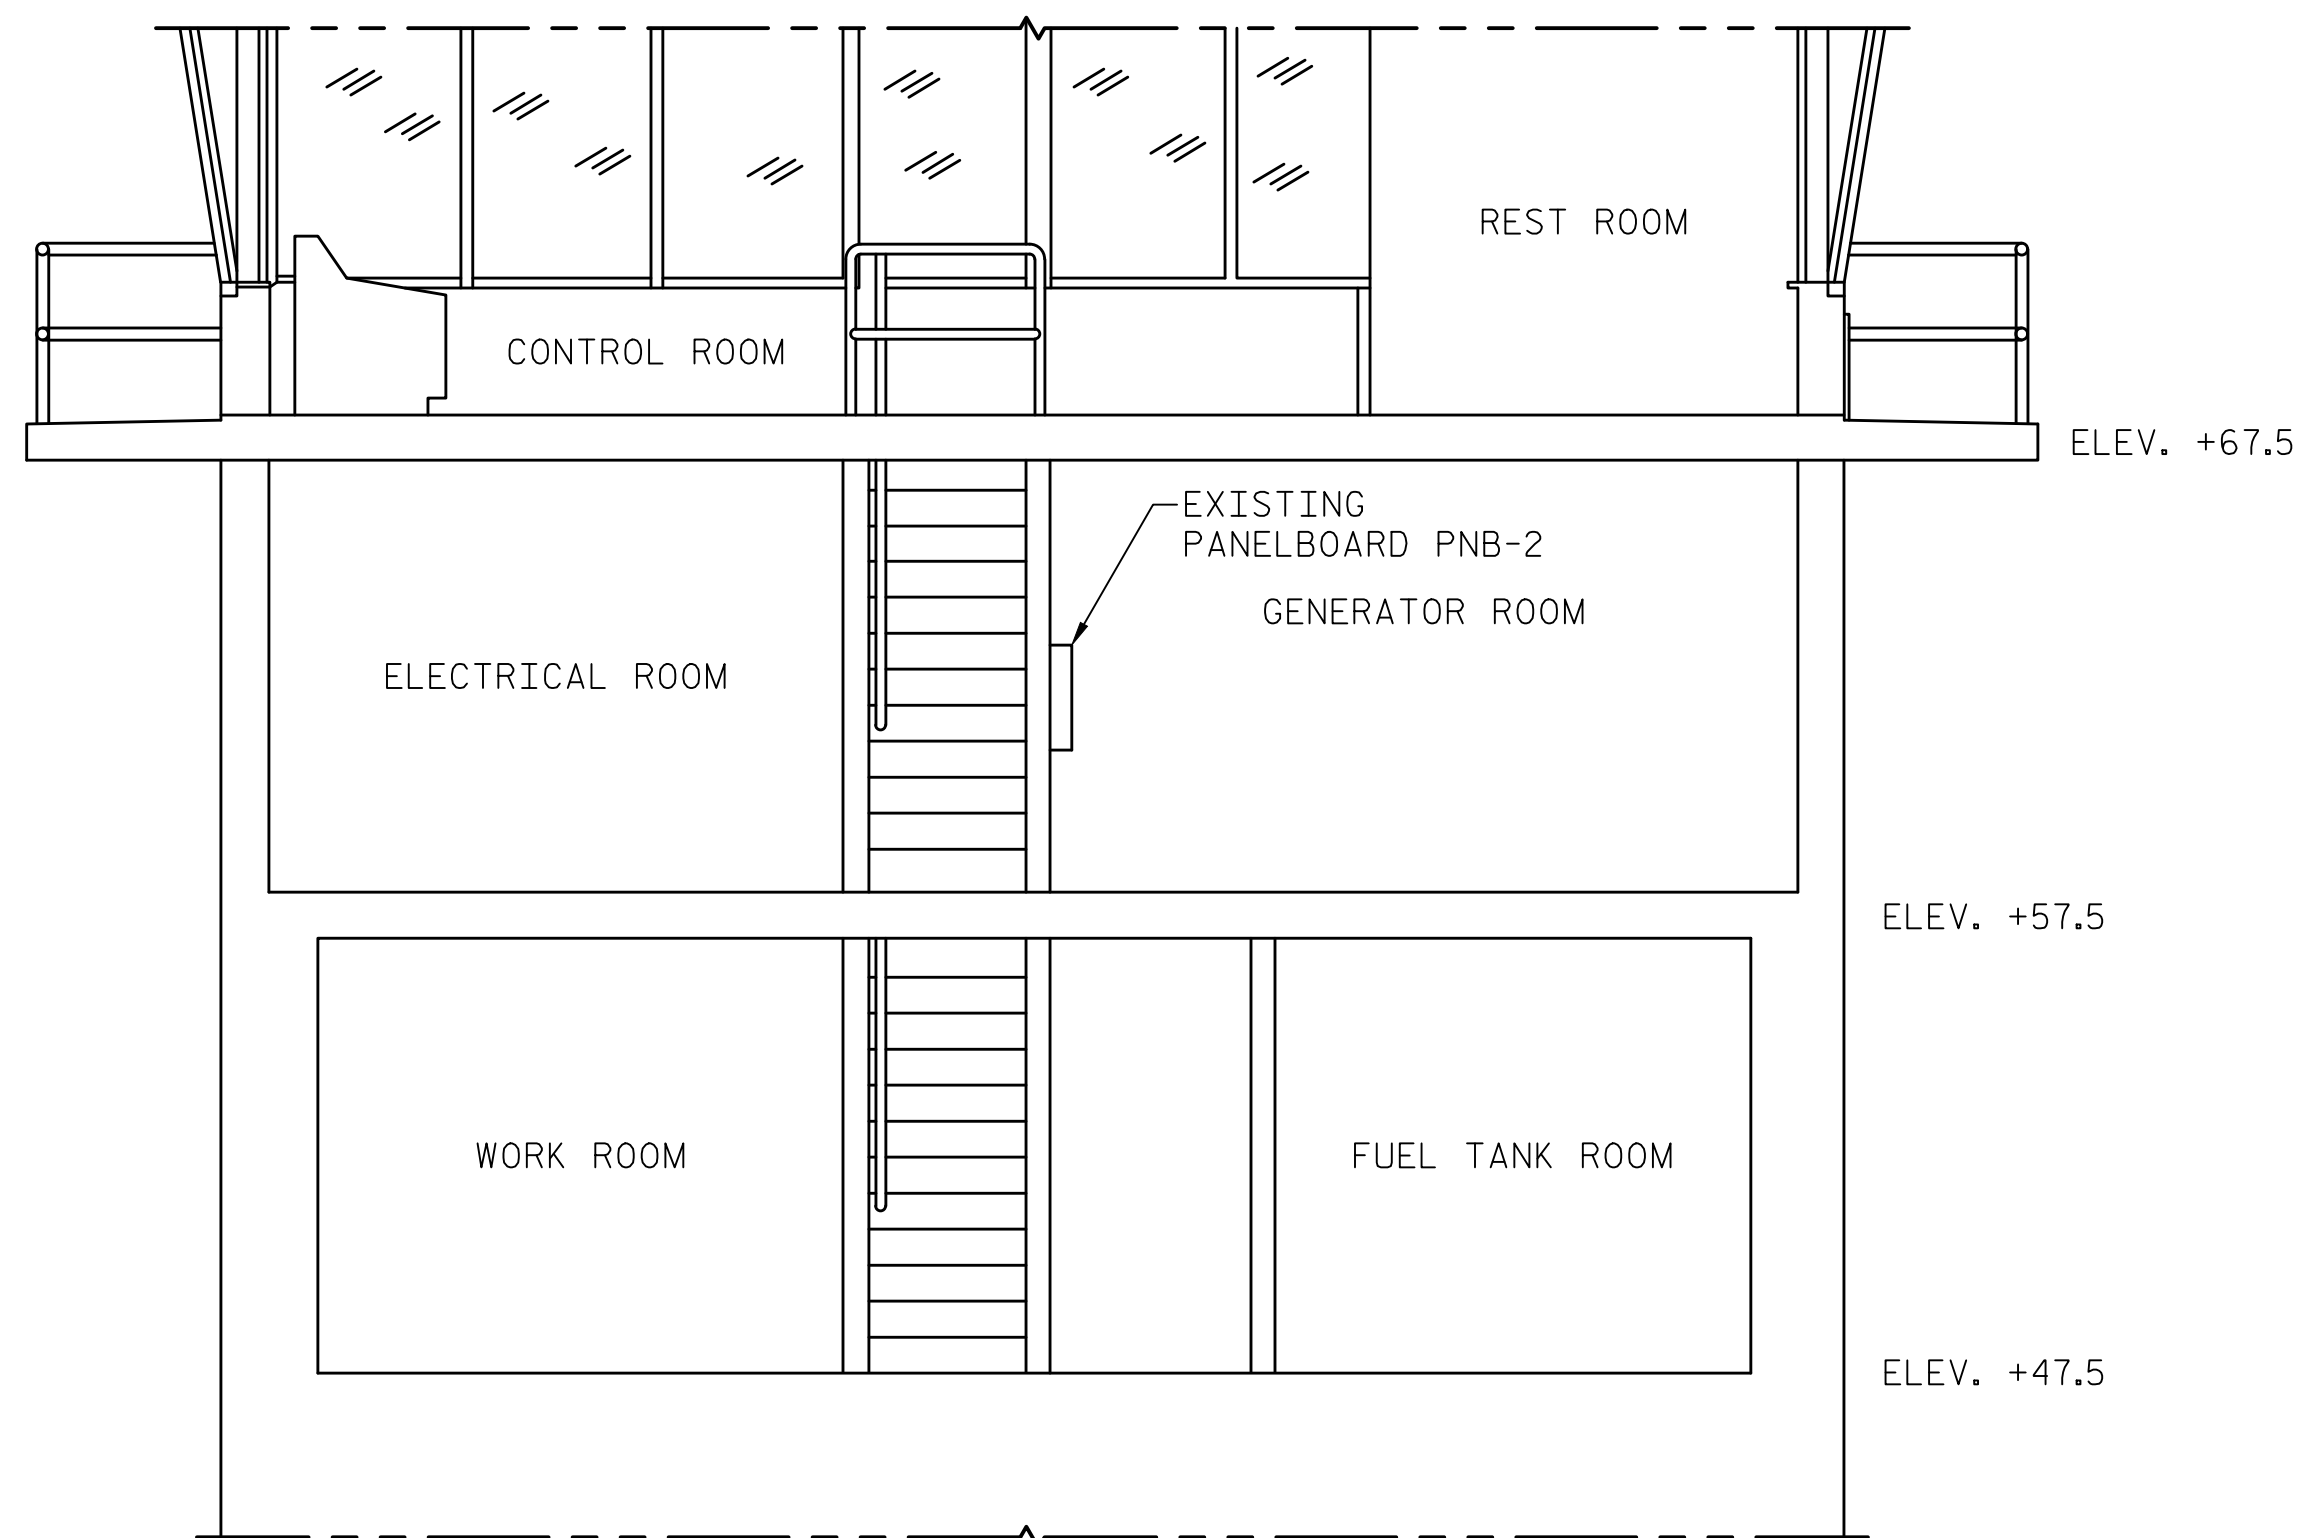 REST ROOM
CONTROL ROOM
ELEV. +67.5
EXISTING
PANELBOARD PNB-2
GENERATOR ROOM
ELECTRICAL ROOM
ELEV. +57.5
WORK ROOM
FUEL TANK ROOM
ELEV. +47.5